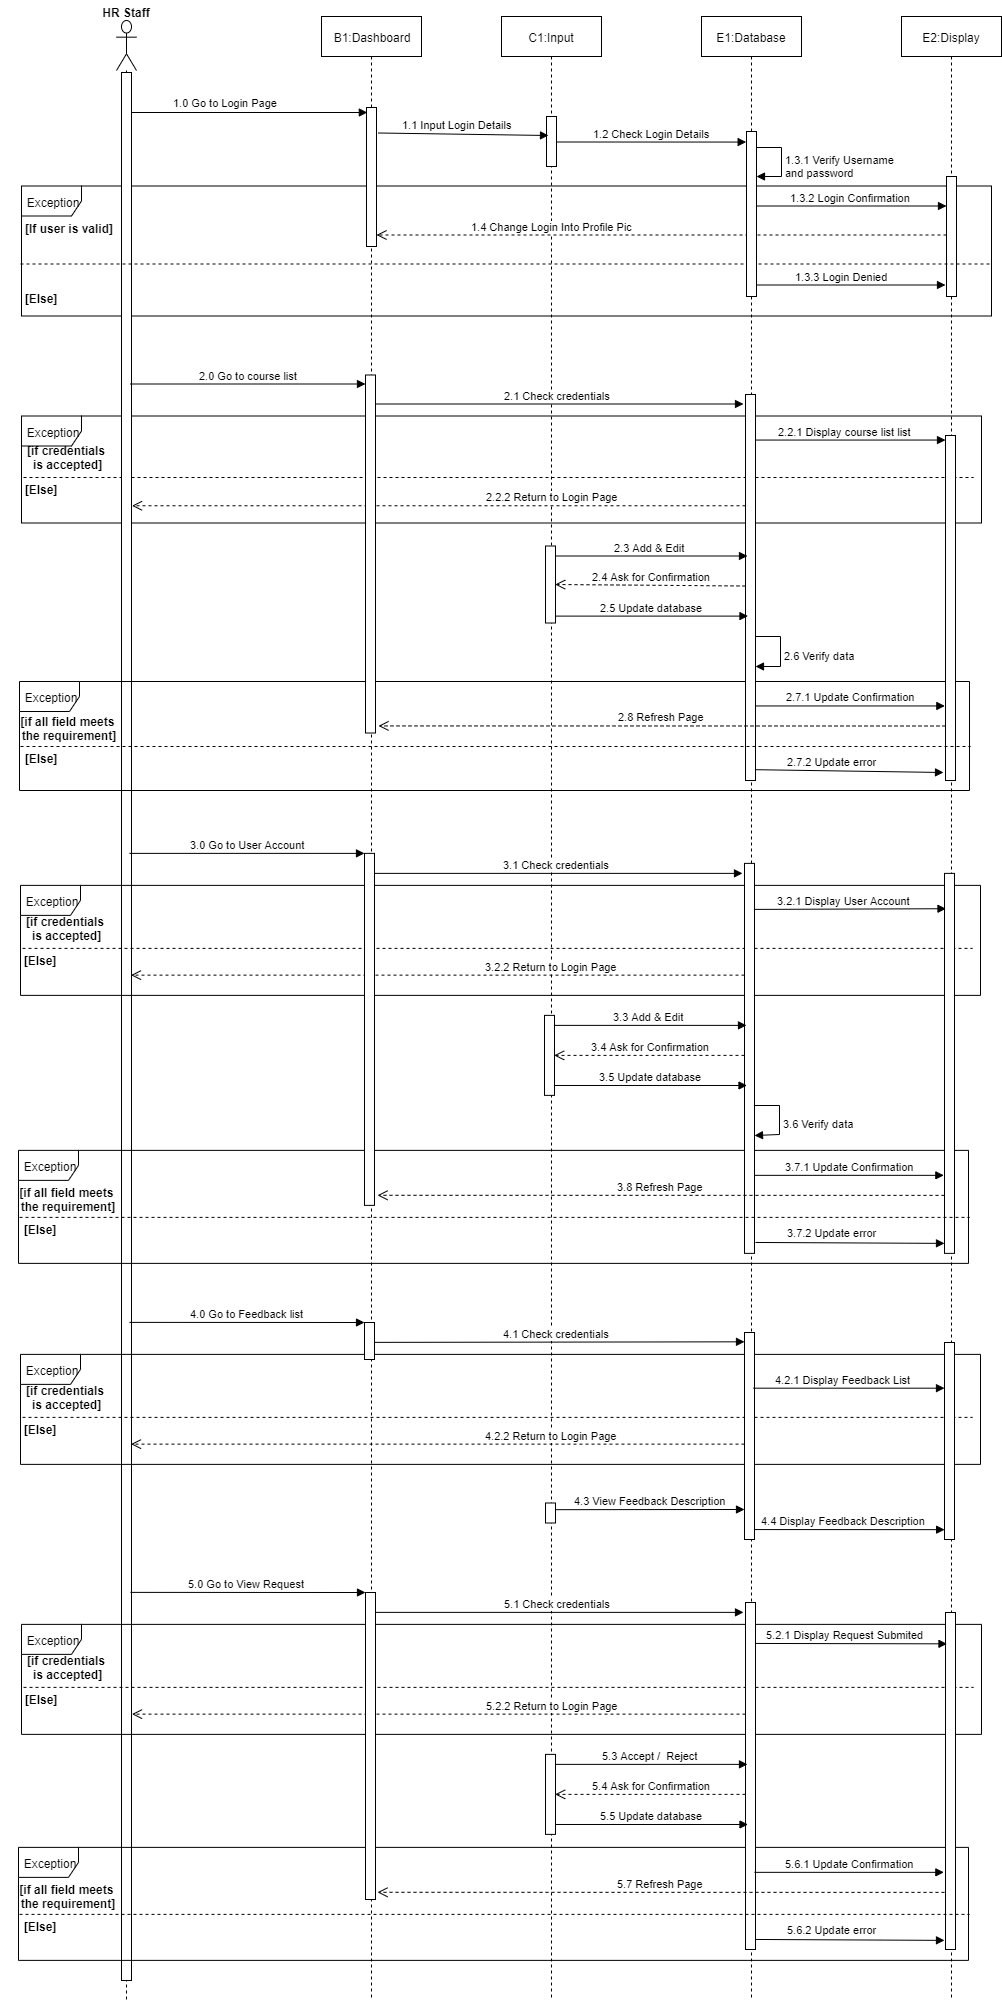 HR Staff
B1:Dashboard
C1:Input
E1:Database
E2:Display
1.0 Go to Login Page
1.1 Input Login Details
1.2 Check Login Details
1.3.1 Verify Username
and password
Exception
1.3.2 Login Confirmation
[If user is valid]
1.4 Change Login Into Profile Pic
1.3.3 Login Denied
[Else]
2.0 Go to course list
2.1 Check credentials
Exception
2.2.1 Display course list list
[if credentials
is accepted]
[Else]
2.2.2 Return to Login Page
2.3 Add & Edit
2.4 Ask for Confirmation
2.5 Update database
2.6 Verify data
Exception
2.7.1 Update Confirmation
2.8 Refresh Page
[if all field meets
the requirement]
[Else]
2.7.2 Update error
3.0 Go to User Account
3.1 Check credentials
Exception
3.2.1 Display User Account
[if credentials
is accepted]
[Else]
3.2.2 Return to Login Page
3.3 Add & Edit
3.4 Ask for Confirmation
3.5 Update database
3.6 Verify data
Exception
3.7.1 Update Confirmation
3.8 Refresh Page
[if all field meets
the requirement]
[Else]
3.7.2 Update error
4.0 Go to Feedback list
4.1 Check credentials
Exception
4.2.1 Display Feedback List
[if credentials
is accepted]
[Else]
4.2.2 Return to Login Page
4.3 View Feedback Description
4.4 Display Feedback Description
5.0 Go to View Request
5.1 Check credentials
Exception
5.2.1 Display Request Submited
[if credentials
is accepted]
[Else]
5.2.2 Return to Login Page
5.3 Accept /  Reject
5.4 Ask for Confirmation
5.5 Update database
Exception
5.6.1 Update Confirmation
5.7 Refresh Page
[if all field meets
the requirement]
[Else]
5.6.2 Update error